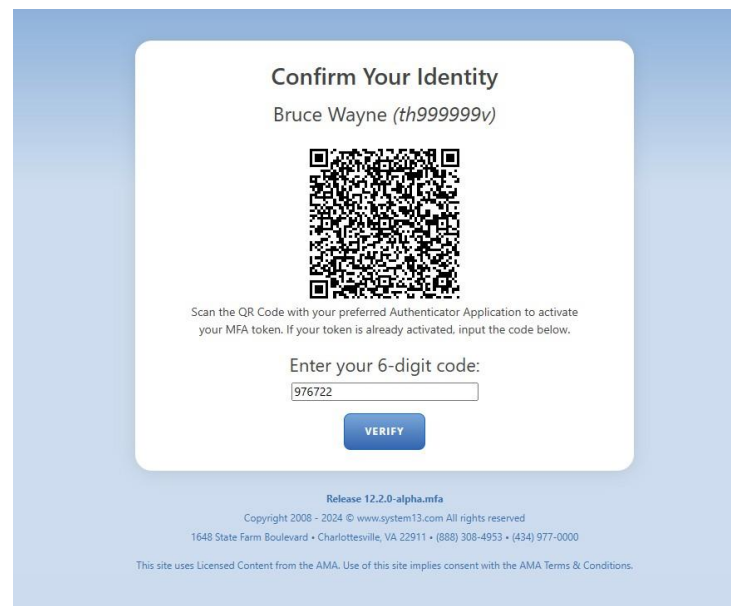 Confirm Your Identity
Bruce Wayne (th999999v)
Scan the QR Code with your preferred Authenticator Application to activate
your MFA token. If your token is already activated, input the code below.
Enter your 6-digit code:
976722
VERIFY
Release 12.2.0-alpha.mfa
Copyright 2008 - 2024 © www.system13.com All rights reserved
1648 State Farm Boulevard • Charlottesville, VA 22911 • (888) 308-4953 • (434) 977-0000
This site uses Licensed Content from the AMA. Use of this site implies consent with the AMA Terms & Conditions.